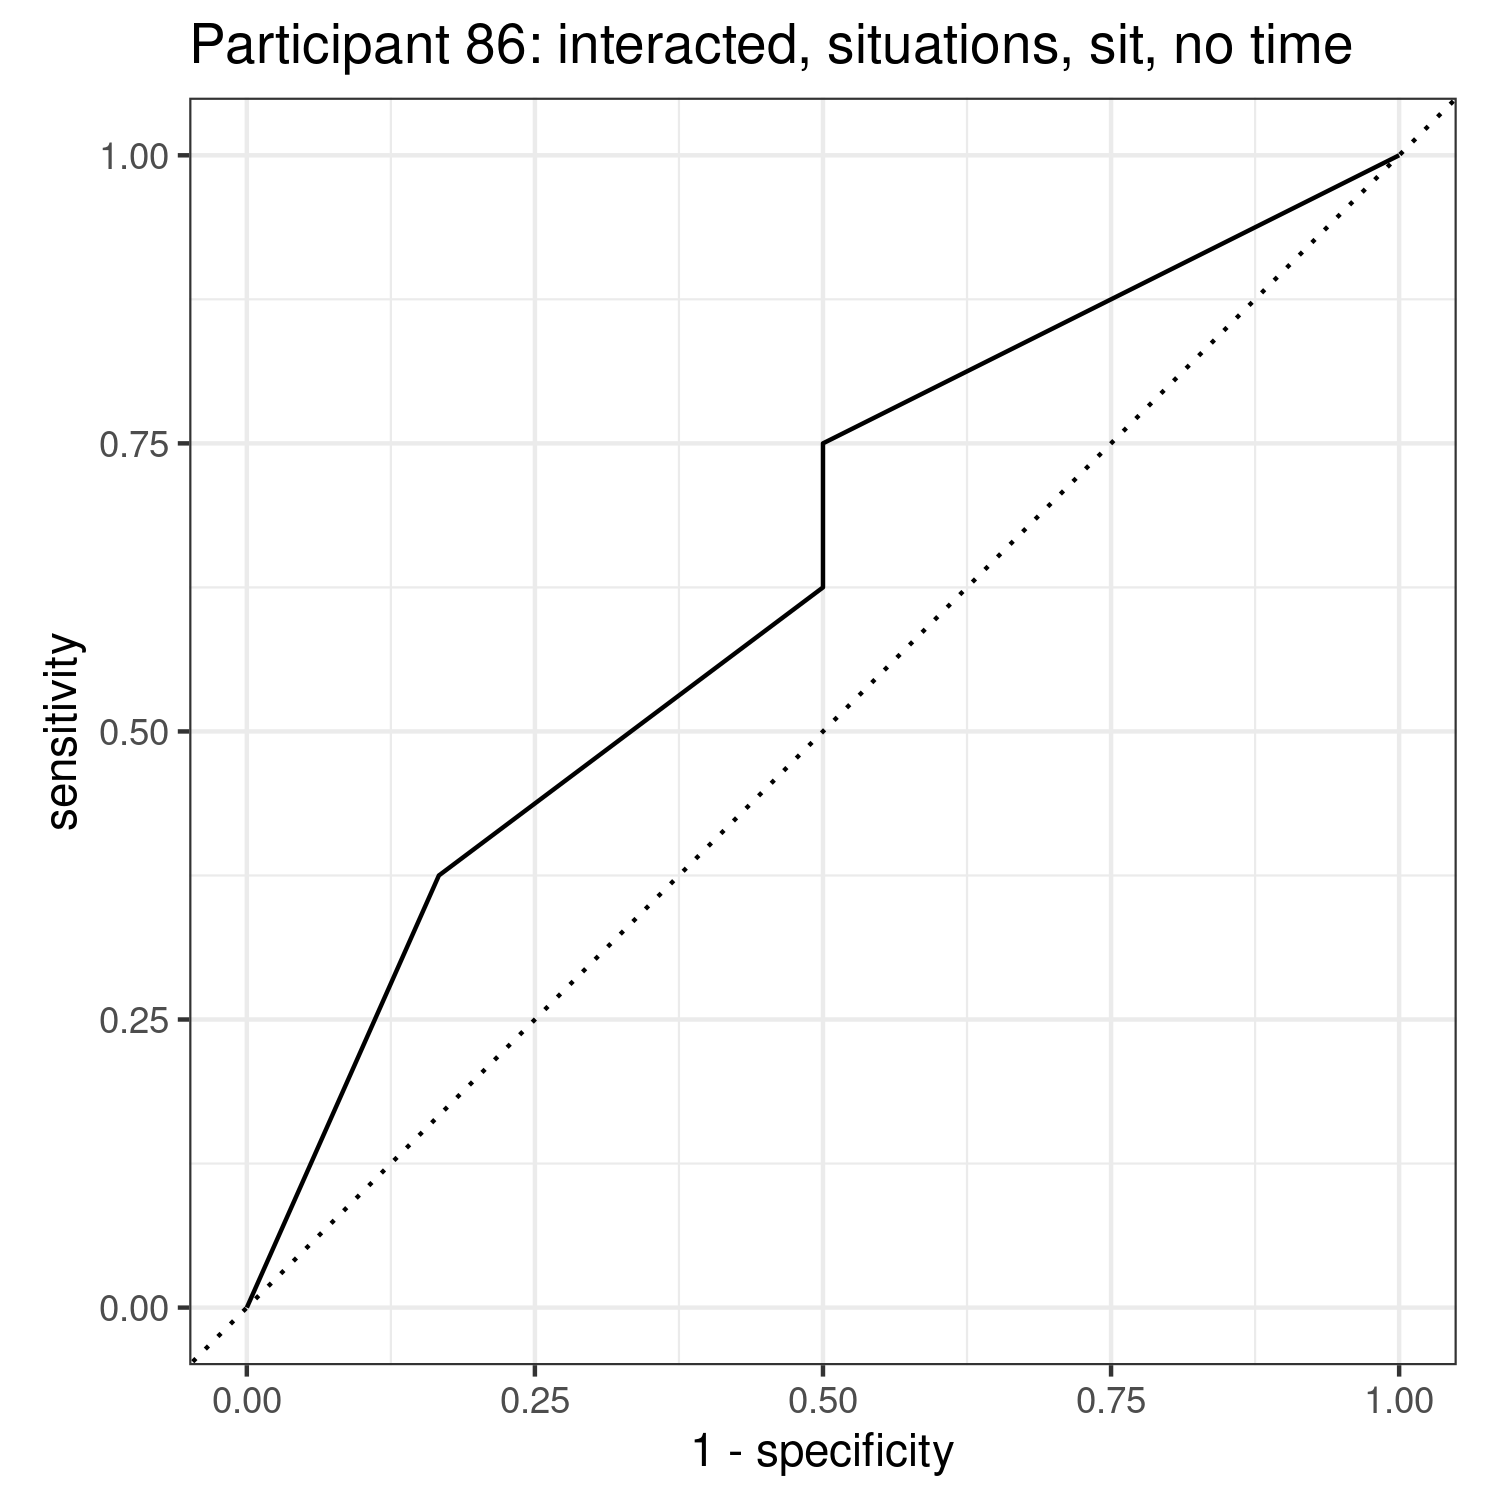 Participant 86: interacted, situations, sit, no time
sensitivity
1.00
0.75
0.50
0.25
0.00
0.00 0.25 0.50 0.75 1.00
1 - specificity